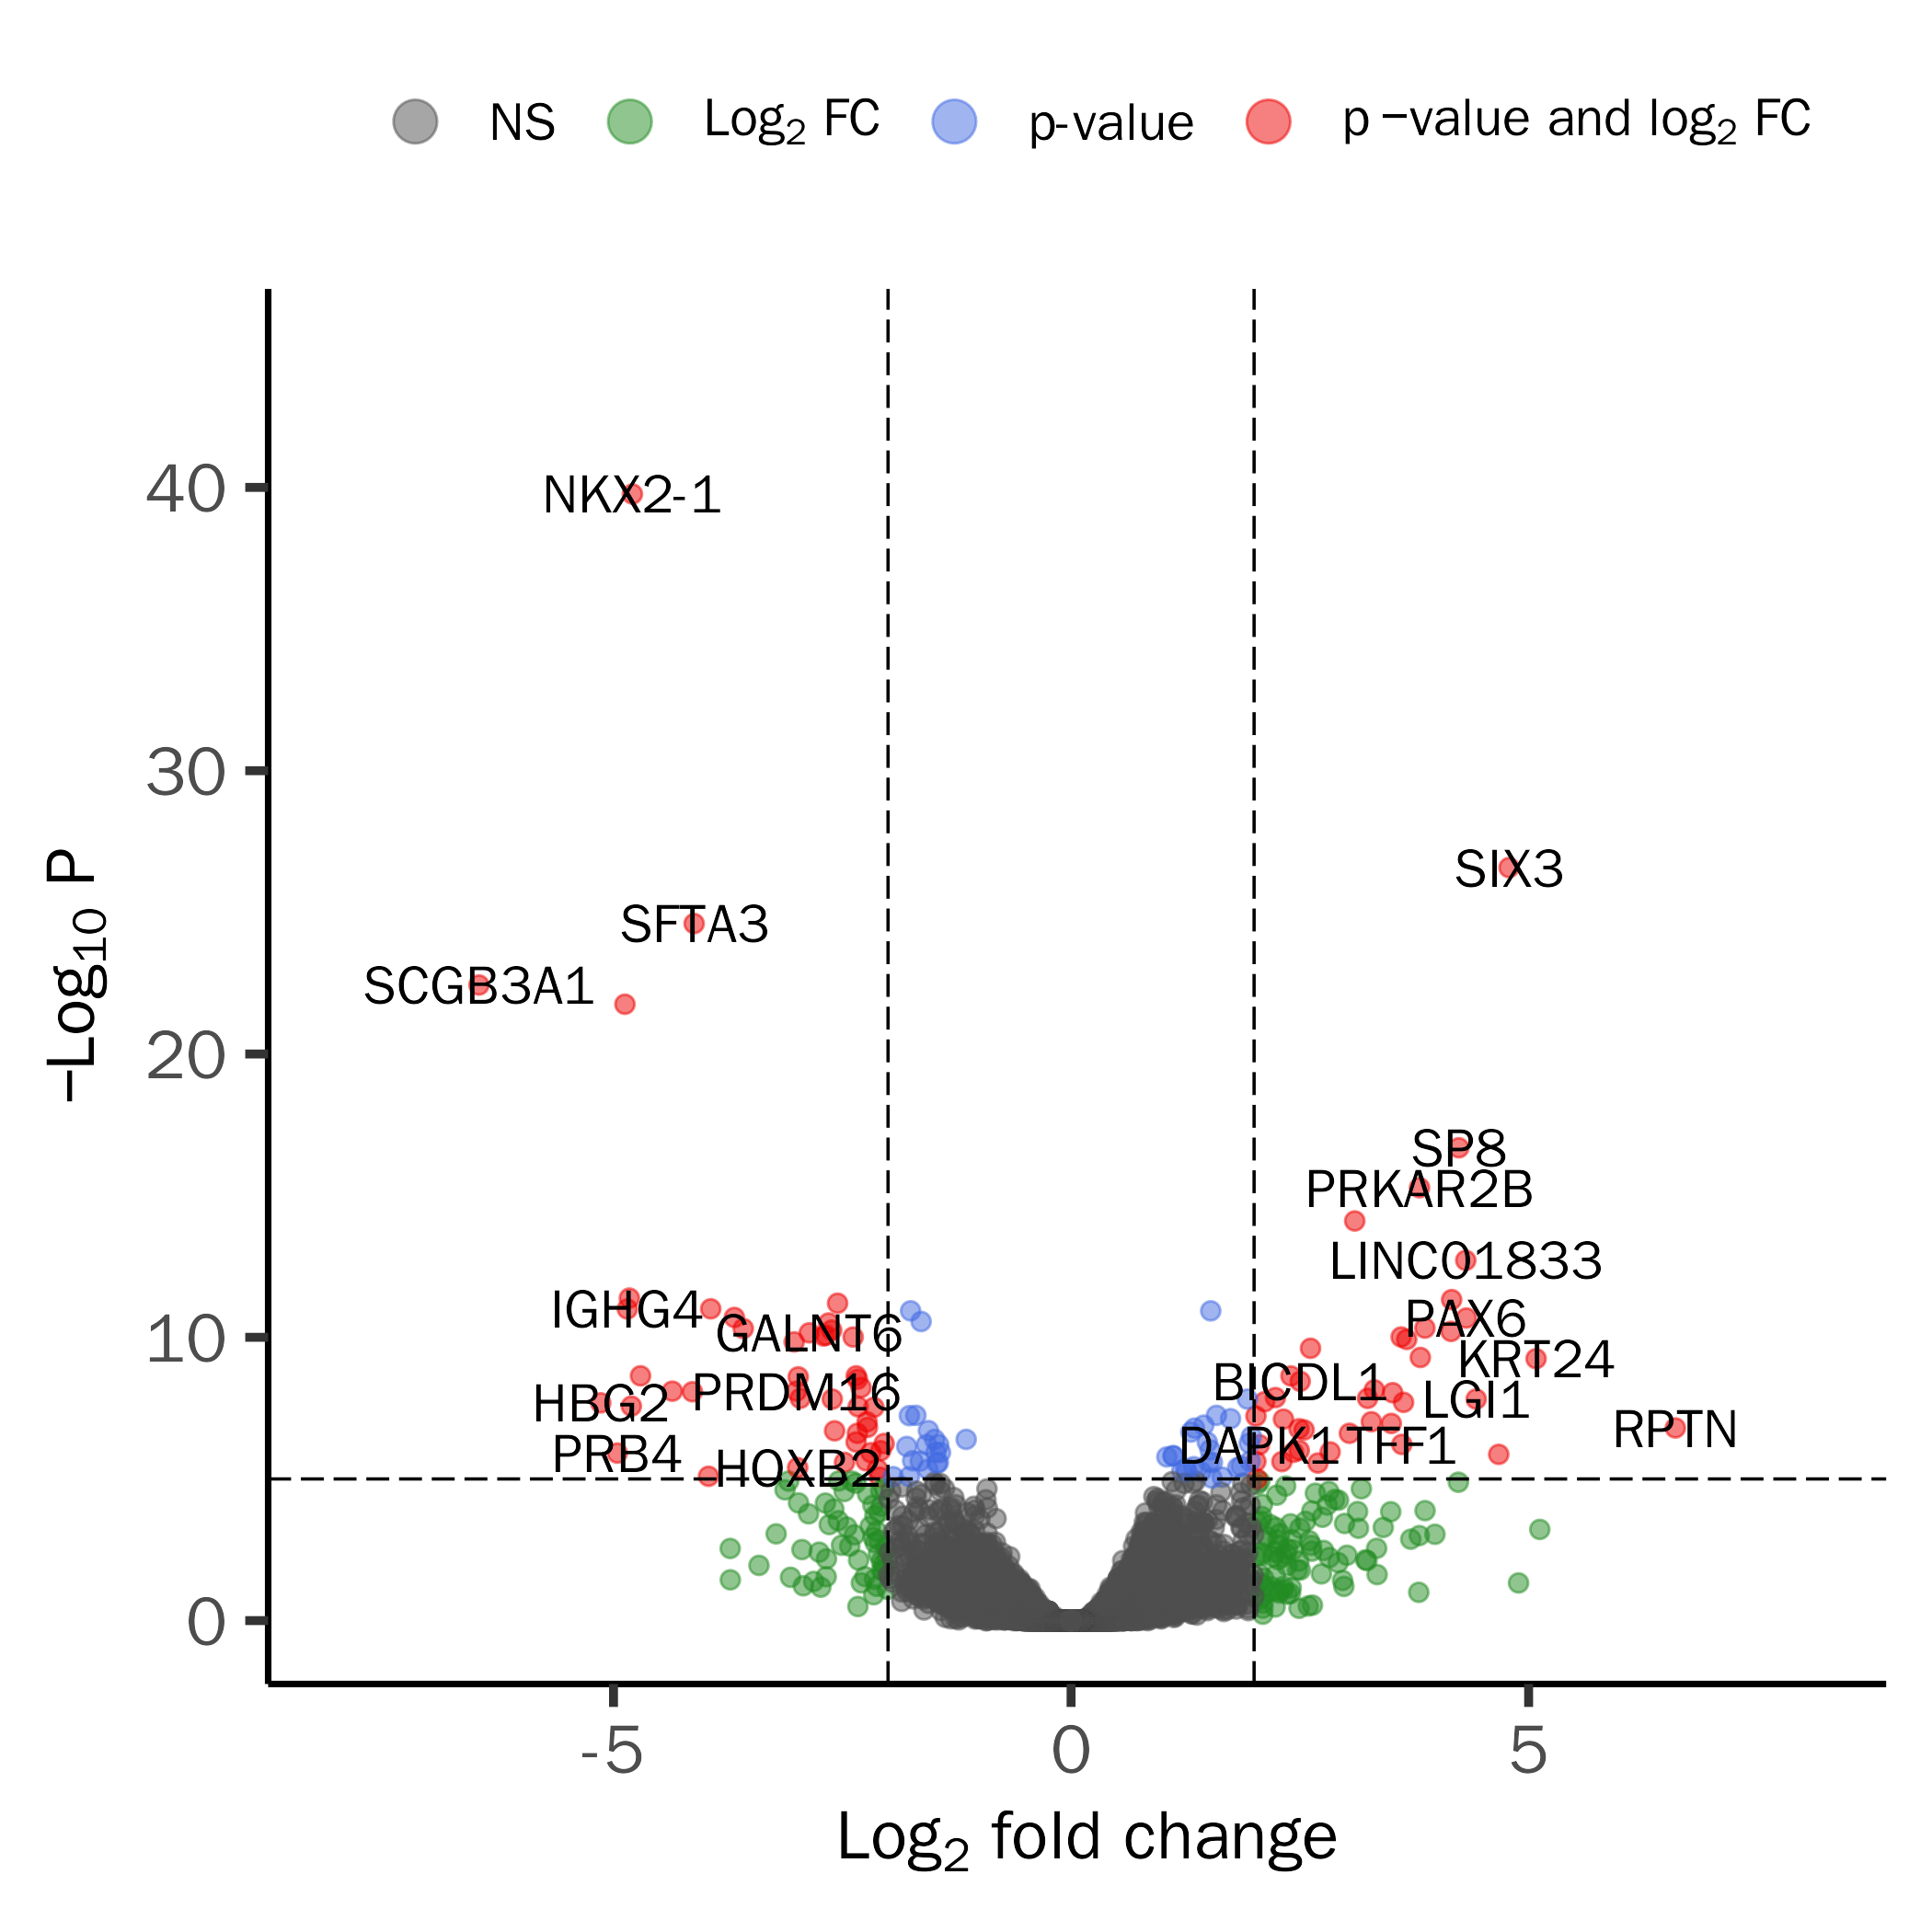 NS Log2 FC p-value p −value and log2 FC
40
30
20
10
0
−Log10 P
NKX2-1
SIX3
SFTA3
SCGB3A1
SP8
PRKAR2B
LINC01833
IGHG4
PAX6
GALNT6
KRT24
BICDL1
PRDM16
LGI1
HBG2
RPTN
DAPK1
TFF1
PRB4
HOXB2
-5 0 5
Log2 fold change